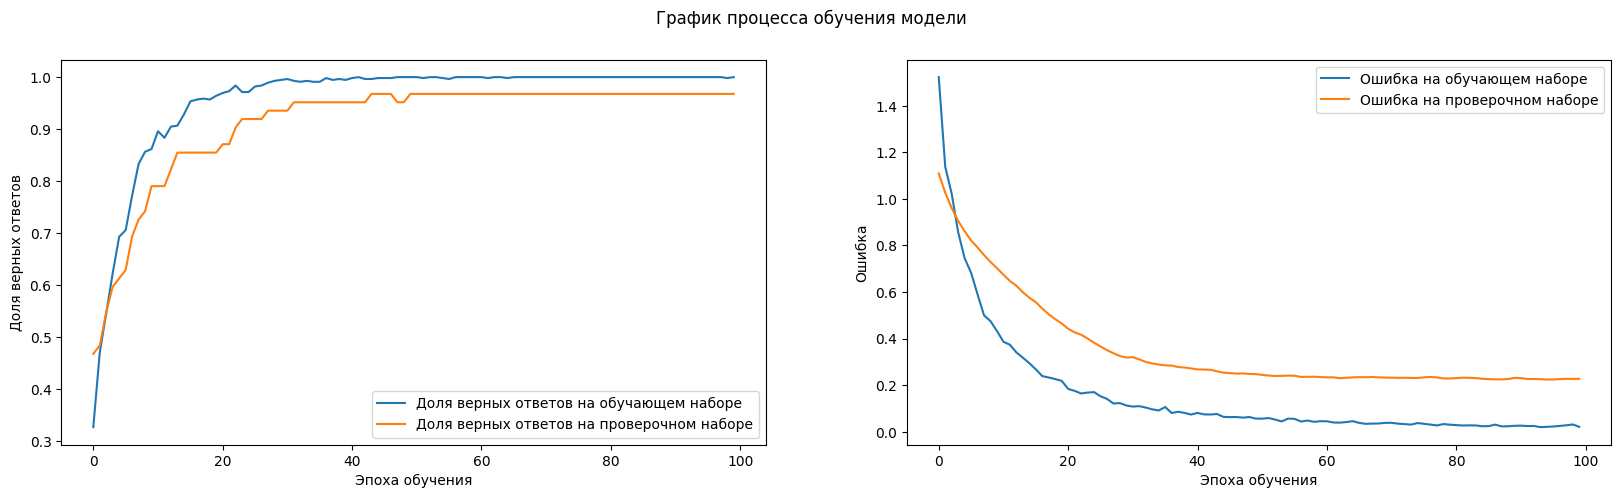 График процесса обучения модели
1.0
0.9
0.8
0.7
0.6
0.5
0.4
0.3
Доля верных ответов
Доля верных ответов на обучающем наборе
Доля верных ответов на проверочном наборе
0 20 40 60 80 100
Эпоха обучения
1.4
1.2
1.0
0.8
0.6
0.4
0.2
0.0
Ошибка
Ошибка на обучающем наборе
Ошибка на проверочном наборе
0 20 40 60 80 100
Эпоха обучения